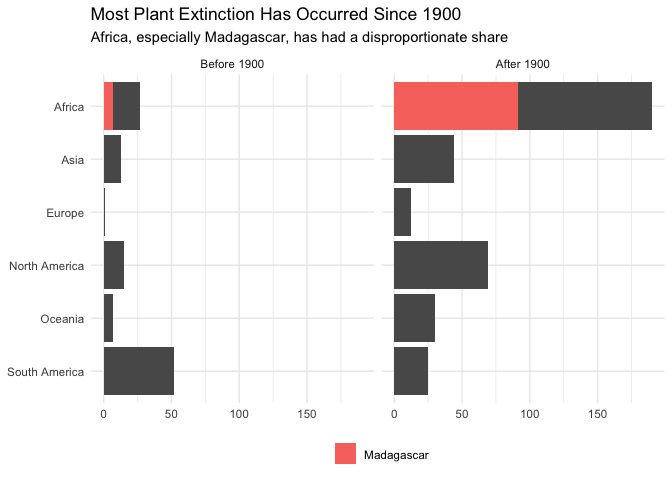 Most Plant Extinction Has Occurred Since 1900
Africa, especially Madagascar, has had a disproportionate share
Before 1900
After 1900
Africa
Asia
Europe
North America
Oceania
South America
0 50 100 150
0 50 100 150
Madagascar